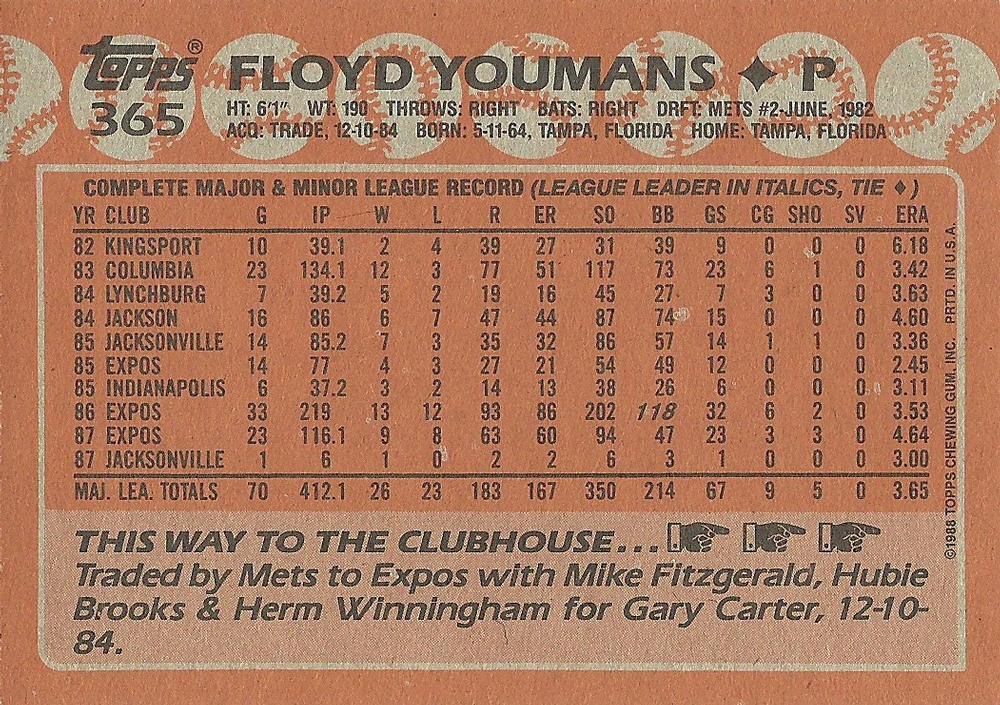 topps®
365
FLOYD YOUMANS ♦ P
HT: 6'1" WT: 190 THROWS: RIGHT BATS: RIGHT DRFT: METS #2-JUNE, 1982
ACQ: TRADE, 12-10-84 BORN: 5-11-64, TAMPA, FLORIDA HOME: TAMPA, FLORIDA
COMPLETE MAJOR & MINOR LEAGUE RECORD (LEAGUE LEADER IN ITALICS, TIE ♦)
YR CLUB G IP W L R ER SO BB GS CG SHO SV ERA
82 KINGSPORT 10 39.1 2 4 39 27 31 39 9 0 0 0 6.18
83 COLUMBIA 23 134.1 12 3 77 51 117 73 23 6 1 0 3.42
84 LYNCHBURG 7 39.2 5 2 19 16 45 27 7 3 0 0 3.63
84 JACKSON 16 86 6 7 47 44 87 74 15 0 0 0 4.60
85 JACKSONVILLE 14 85.2 7 3 35 32 86 57 14 1 1 0 3.36
85 EXPOS 14 77 4 3 27 21 54 49 12 0 0 0 2.45
85 INDIANAPOLIS 6 37.2 3 2 14 13 38 26 6 0 0 0 3.11
86 EXPOS 33 219 13 12 93 86 202 118 32 6 2 0 3.53
87 EXPOS 23 116.1 9 8 63 60 94 47 23 3 3 0 4.64
87 JACKSONVILLE 1 6 1 0 2 2 6 3 1 0 0 0 3.00
MAJ. LEA. TOTALS 70 412.1 26 23 183 167 350 214 67 9 5 0 3.65
THIS WAY TO THE CLUBHOUSE...
Traded by Mets to Expos with Mike Fitzgerald, Hubie
Brooks & Herm Winningham for Gary Carter, 12-10-
84.
©1988 TOPPS CHEWING GUM, INC. PRTD. IN U.S.A.